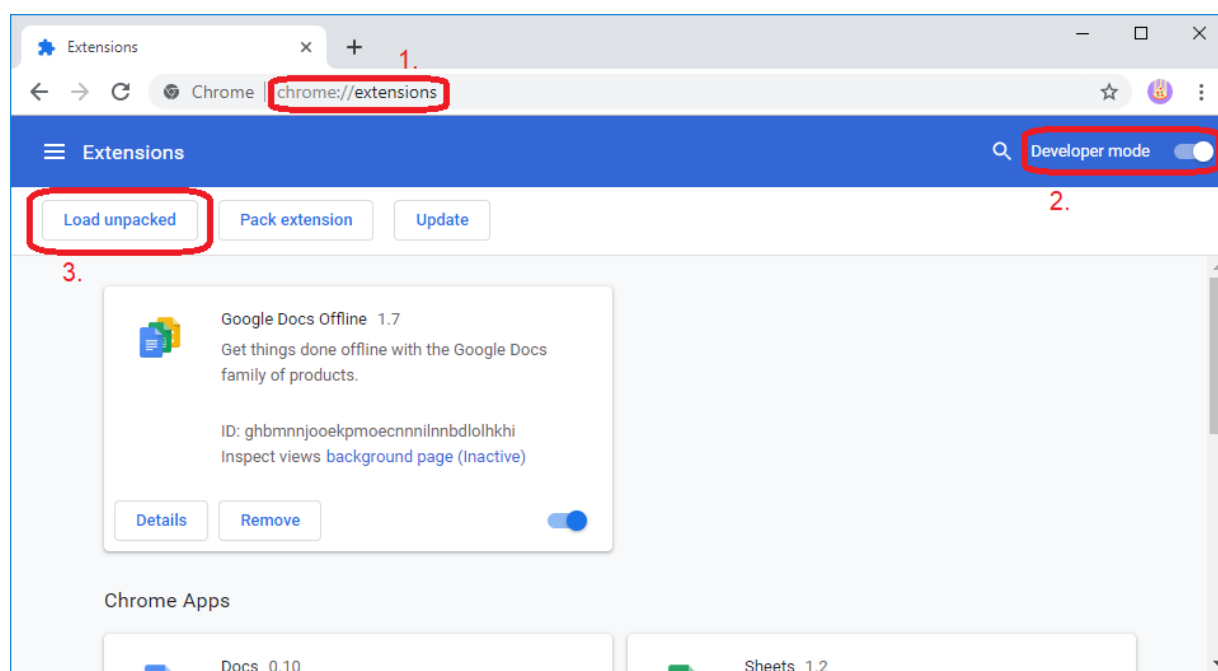 Extensions
1.
Chrome | chrome://extensions
Extensions
Developer mode
2.
Load unpacked Pack extension Update
3.
Google Docs Offline 1.7
Get things done offline with the Google Docs
family of products.
ID: ghbmnnjooekpmoecnnnilnnbdlolhkhi
Inspect views background page (Inactive)
Details Remove
Chrome Apps
Docs 0.10
Sheets 1.2